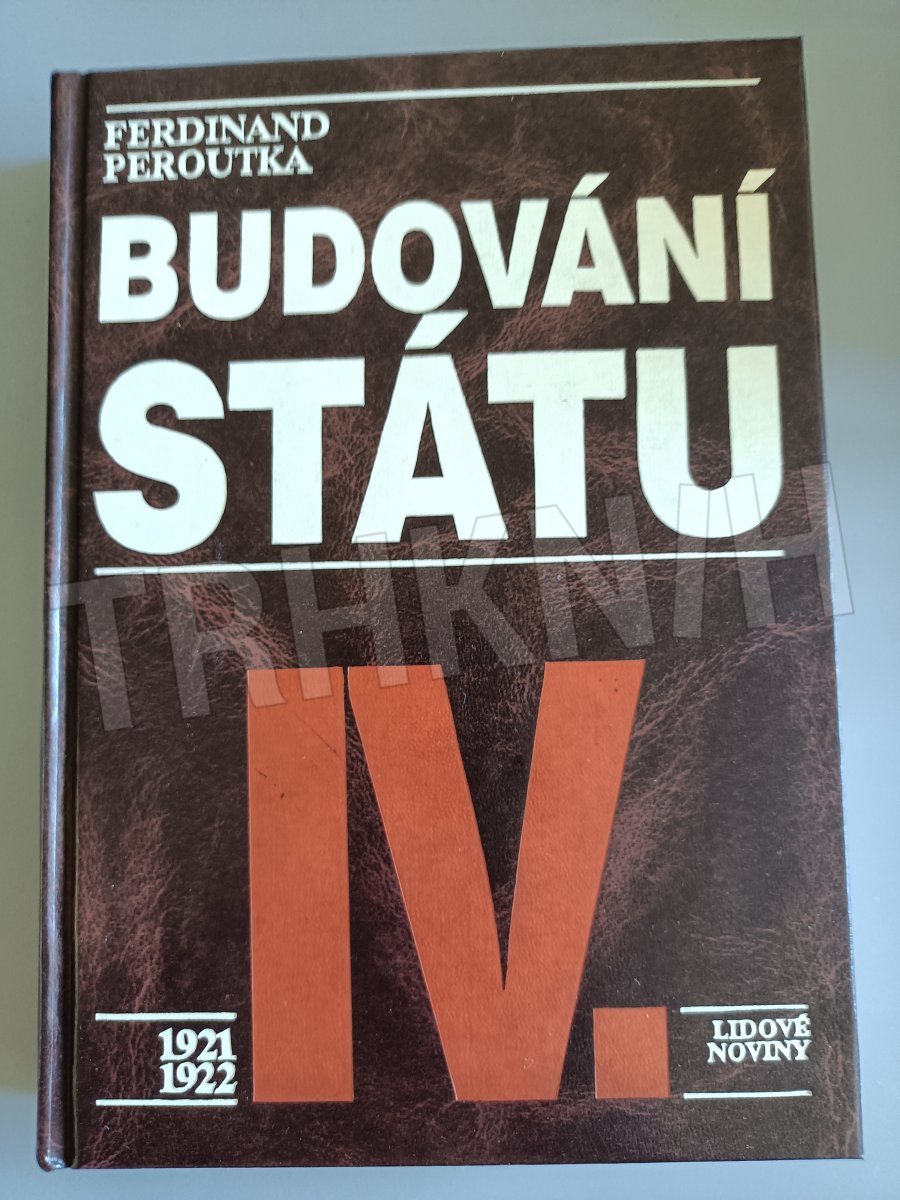 FERDINAND
PEROUTKA
BUDOVÁNÍ
STÁTU
TRHKNIH
IV.
1921
1922
LIDOVÉ
NOVINY